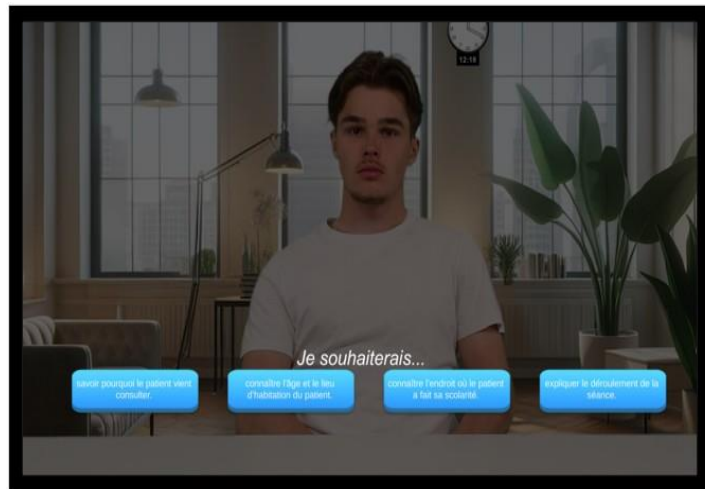 12:18
Je souhaiterais...
savoir pourquoi le patient vient
consulter.
connaître l'âge et le lieu
d'habitation du patient.
connaître l'endroit où le patient
a fait sa scolarité.
expliquer le déroulement de la
séance.